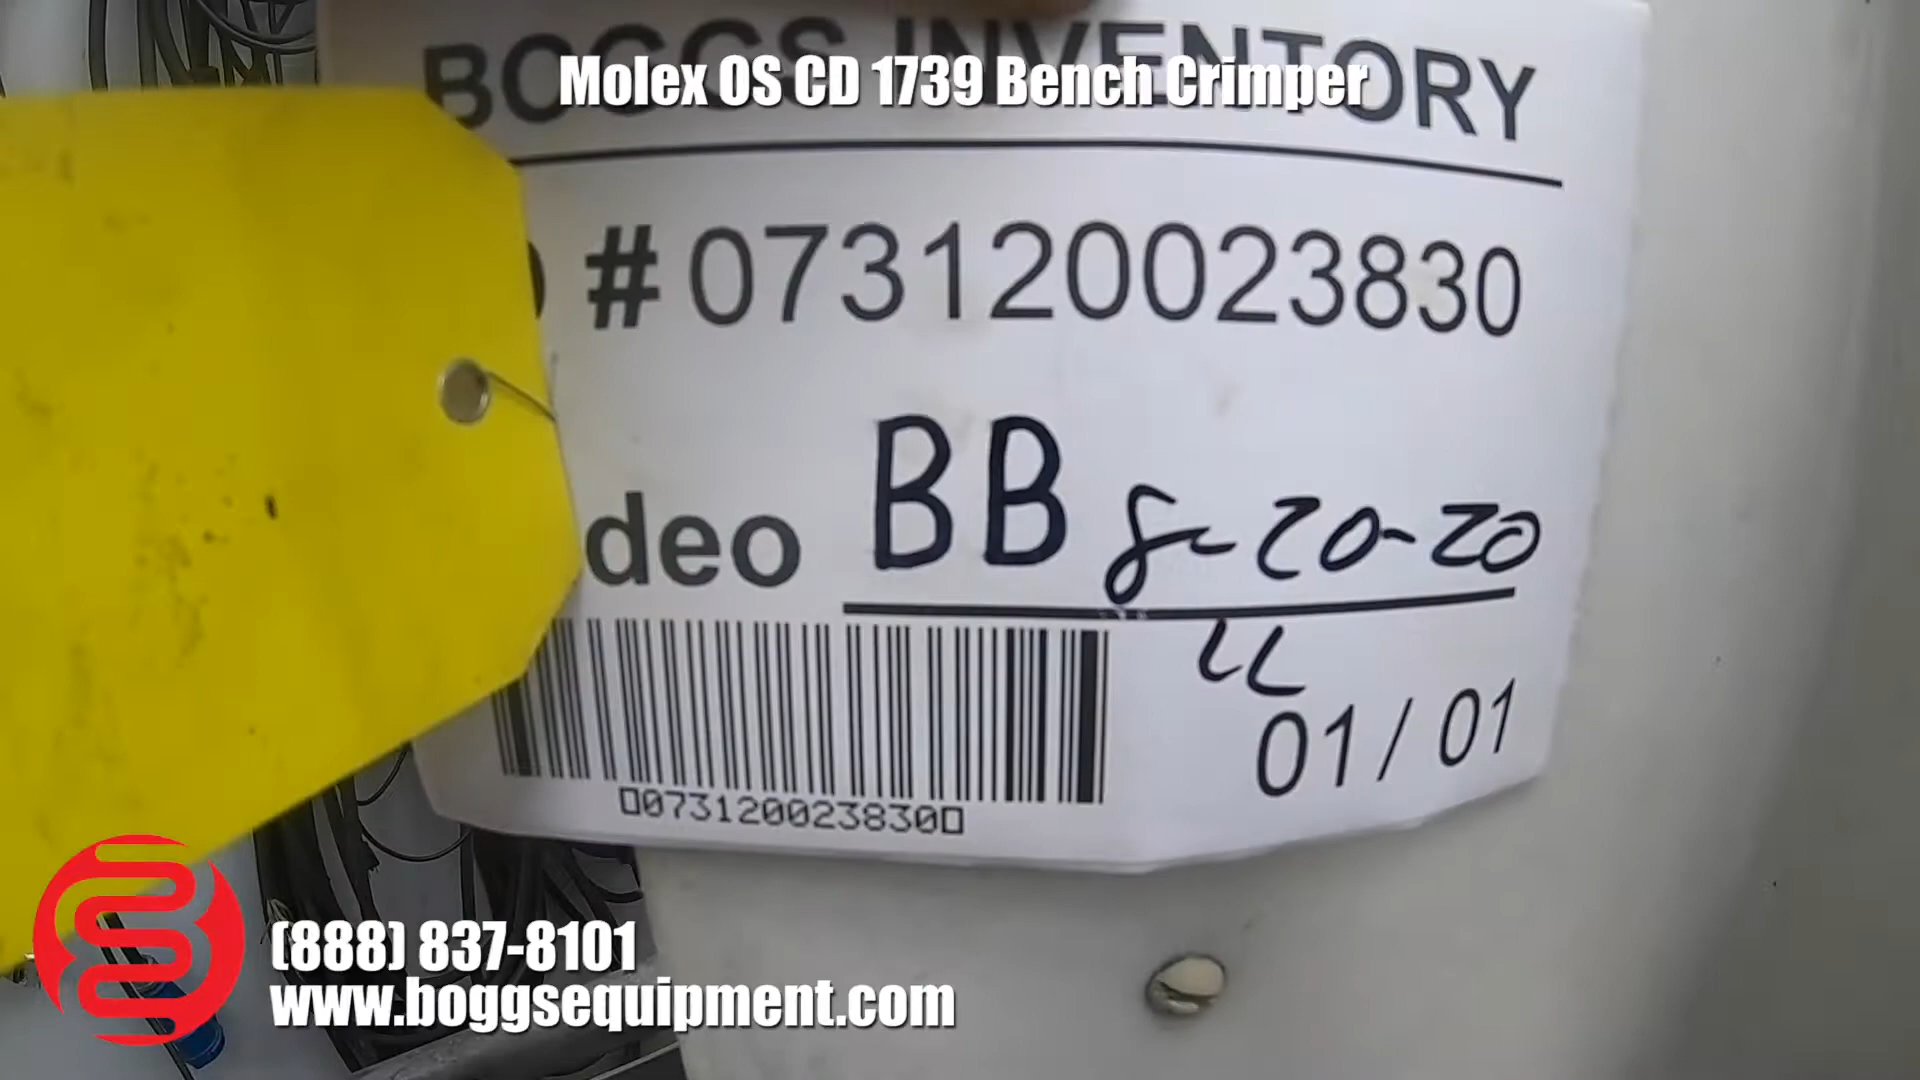 BOGGS INVENTORY
Molex OS CD 1739 Bench Crimper
# 073120023830
deo BB 8-20-20
LL
01 / 01
073120023830
(888) 837-8101
www.boggsequipment.com